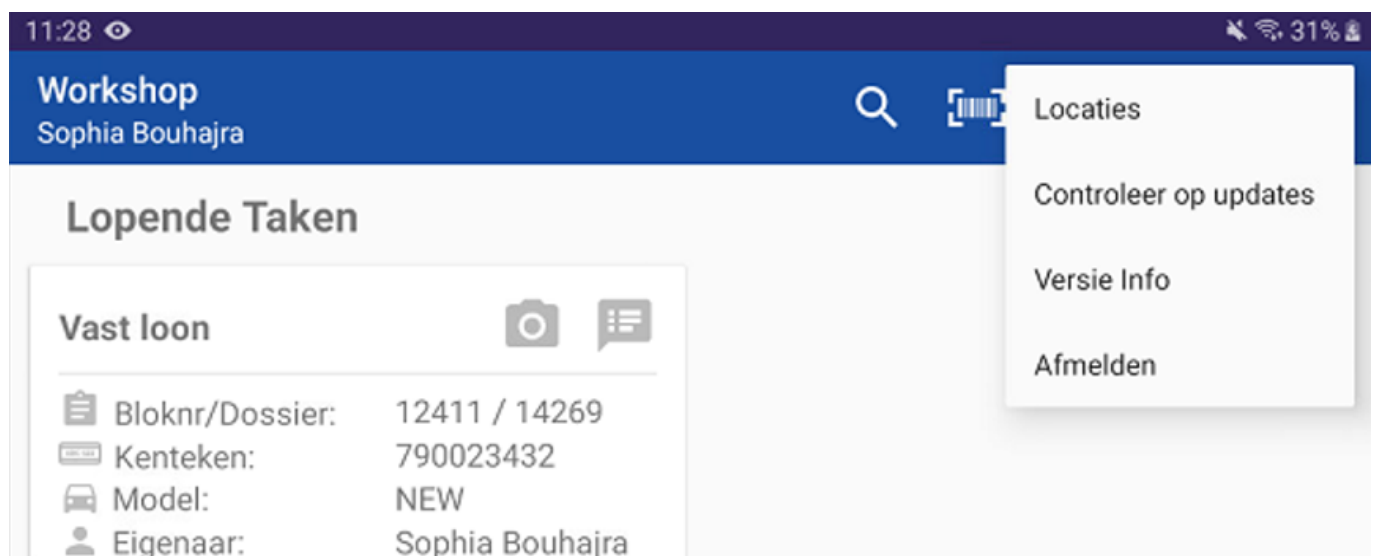 11:28 31%
Workshop
Sophia Bouhajra
Locaties
Controleer op updates
Versie Info
Afmelden
Lopende Taken
Vast loon
Bloknr/Dossier: 12411 / 14269
Kenteken: 790023432
Model: NEW
Eigenaar: Sophia Bouhajra